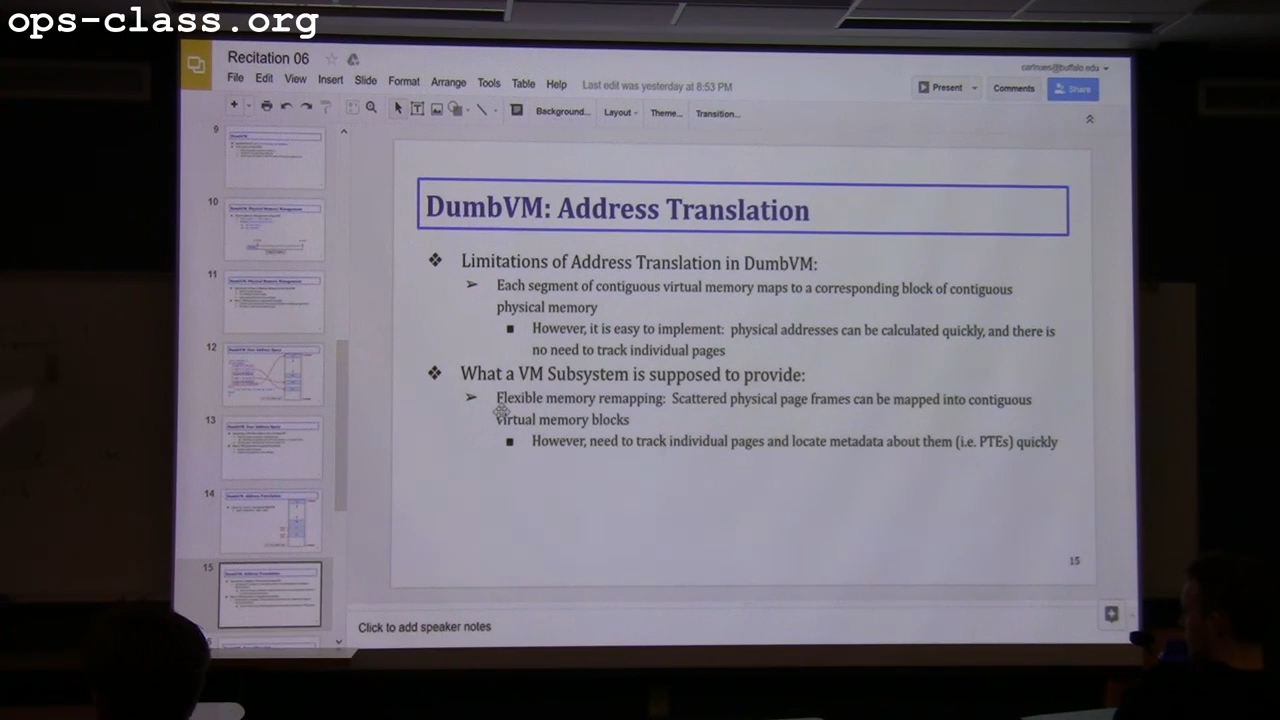 ops-class.org
Recitation 06
carlnues@buffalo.edu
File Edit View Insert Slide Format Arrange Tools Table Help Last edit was yesterday at 8:53 PM
Present Comments Share
Background... Layout Theme... Transition...
9
10
11
12
13
14
15
DumbVM: Address Translation
Limitations of Address Translation in DumbVM:
Each segment of contiguous virtual memory maps to a corresponding block of contiguous
physical memory
However, it is easy to implement: physical addresses can be calculated quickly, and there is
no need to track individual pages
What a VM Subsystem is supposed to provide:
Flexible memory remapping: Scattered physical page frames can be mapped into contiguous
virtual memory blocks
However, need to track individual pages and locate metadata about them (i.e. PTEs) quickly
15
Click to add speaker notes